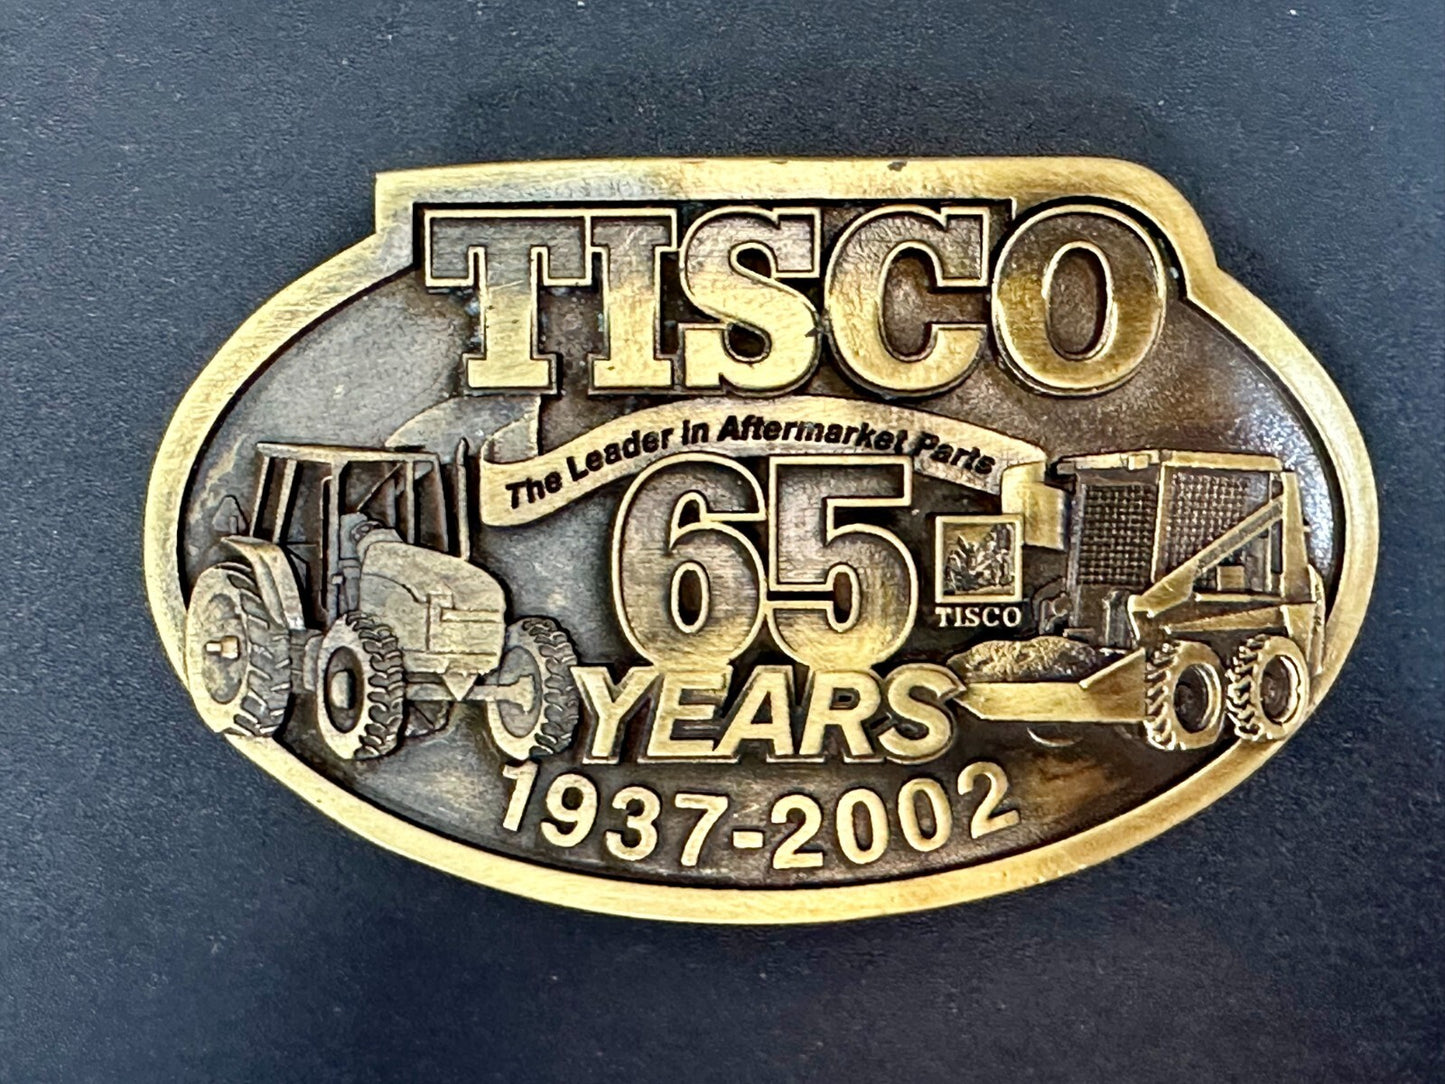 TISCO
The Leader in Aftermarket Parts
65
TISCO
YEARS
1937-2002